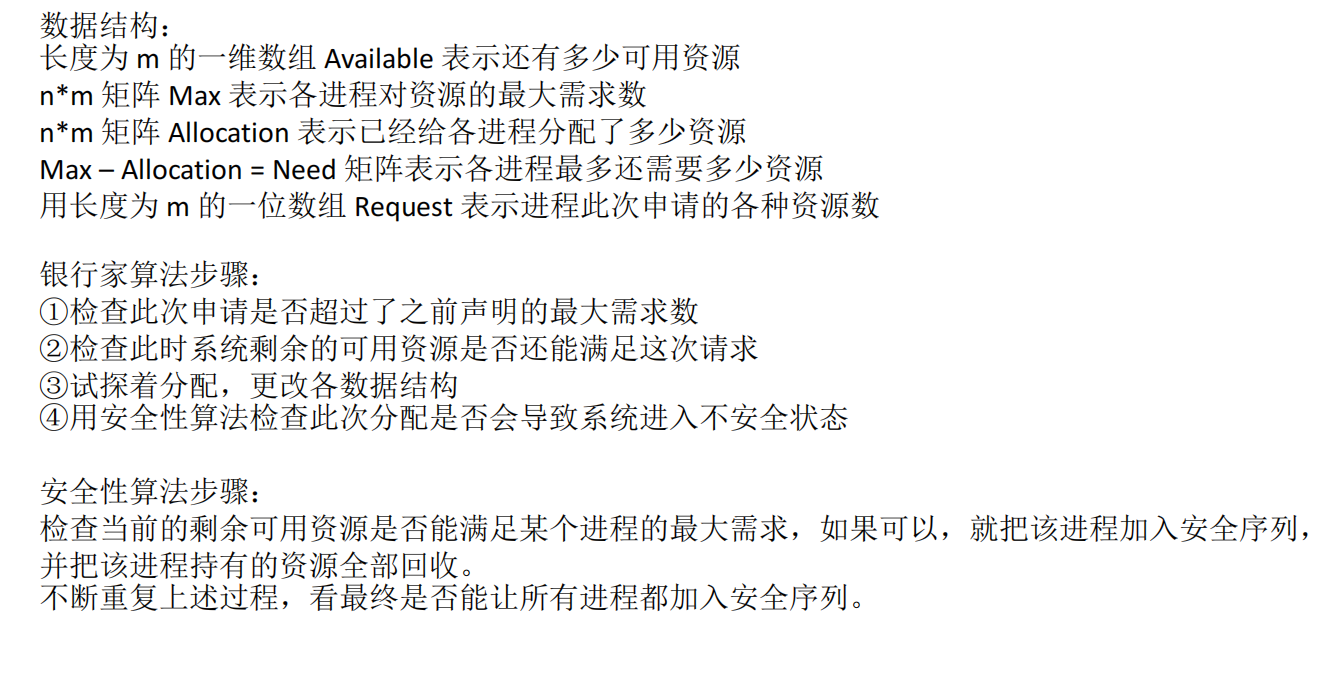 数据结构：
长度为 m 的一维数组 Available 表示还有多少可用资源
n*m 矩阵 Max 表示各进程对资源的最大需求数
n*m 矩阵 Allocation 表示已经给各进程分配了多少资源
Max – Allocation = Need 矩阵表示各进程最多还需要多少资源
用长度为 m 的一位数组 Request 表示进程此次申请的各种资源数
银行家算法步骤：
①检查此次申请是否超过了之前声明的最大需求数
②检查此时系统剩余的可用资源是否还能满足这次请求
③试探着分配，更改各数据结构
④用安全性算法检查此次分配是否会导致系统进入不安全状态
安全性算法步骤：
检查当前的剩余可用资源是否能满足某个进程的最大需求，如果可以，就把该进程加入安全序列，
并把该进程持有的资源全部回收。
不断重复上述过程，看最终是否能让所有进程都加入安全序列。